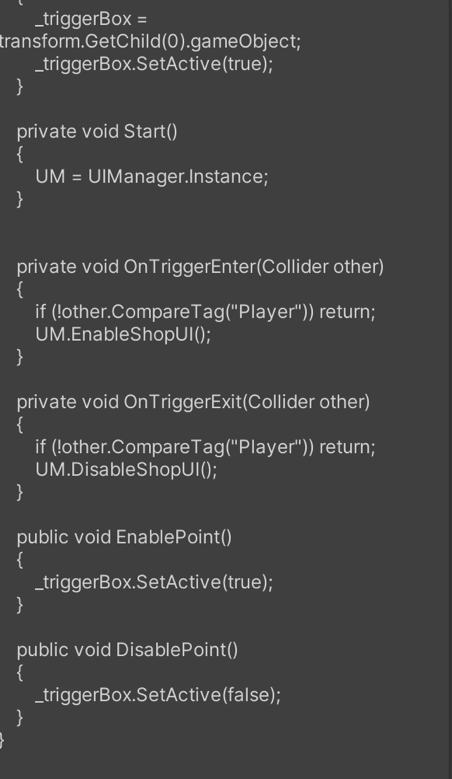 {
_triggerBox =
transform.GetChild(0).gameObject;
_triggerBox.SetActive(true);
}
private void Start()
{
UM = UIManager.Instance;
}
private void OnTriggerEnter(Collider other)
{
if (!other.CompareTag("Player")) return;
UM.EnableShopUI();
}
private void OnTriggerExit(Collider other)
{
if (!other.CompareTag("Player")) return;
UM.DisableShopUI();
}
public void EnablePoint()
{
_triggerBox.SetActive(true);
}
public void DisablePoint()
{
_triggerBox.SetActive(false);
}
}